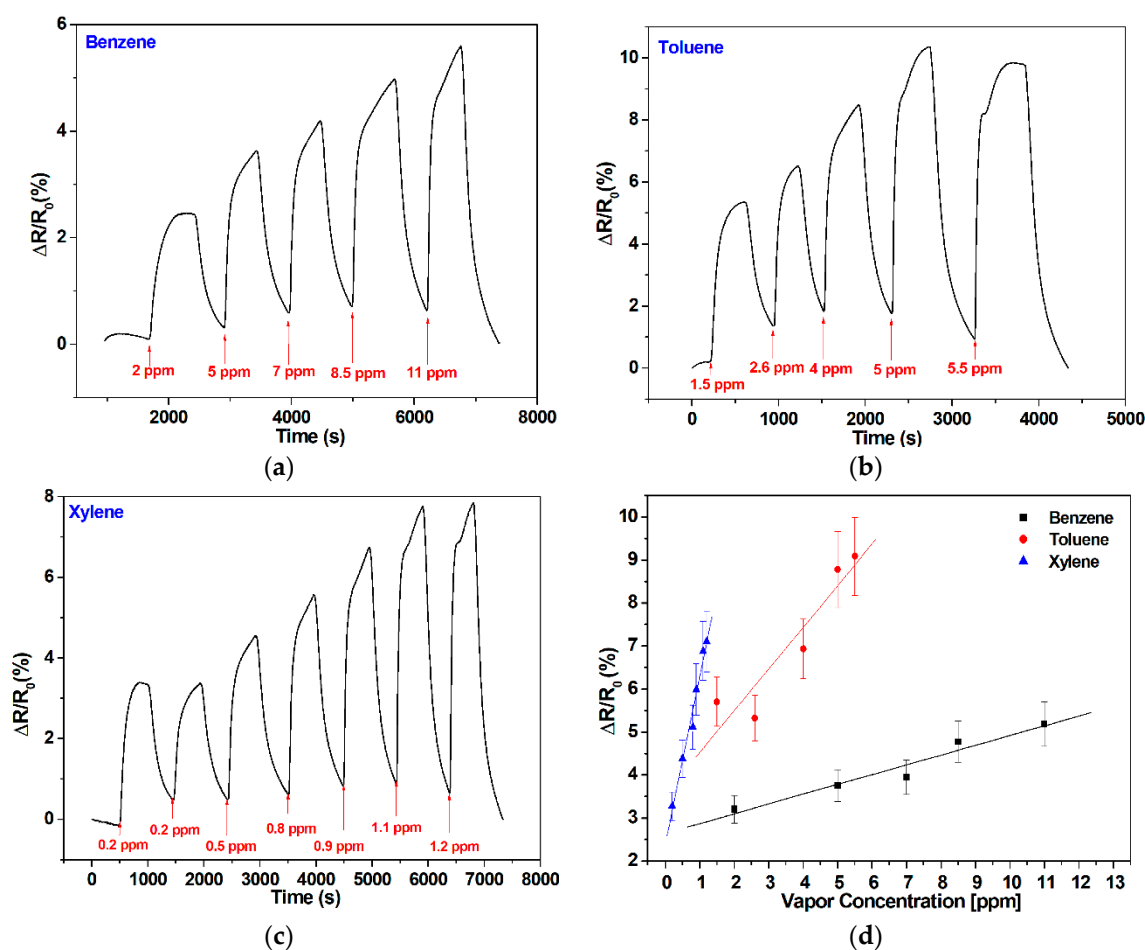 Benzene
ΔR/R0(%)
6
4
2
0
2 ppm
5 ppm
7 ppm
8.5 ppm
11 ppm
2000 4000 6000 8000
Time (s)
(a)
Toluene
ΔR/R0(%)
10
8
6
4
2
0
1.5 ppm
2.6 ppm
4 ppm
5 ppm
5.5 ppm
0 1000 2000 3000 4000 5000
Time (s)
(b)
Xylene
ΔR/R0(%)
8
6
4
2
0
0.2 ppm
0.2 ppm
0.5 ppm
0.8 ppm
0.9 ppm
1.1 ppm
1.2 ppm
0 1000 2000 3000 4000 5000 6000 7000 8000
Time (s)
(c)
Benzene
Toluene
Xylene
ΔR/R0(%)
10
9
8
7
6
5
4
3
2
0 1 2 3 4 5 6 7 8 9 10 11 12 13
Vapor Concentration [ppm]
(d)